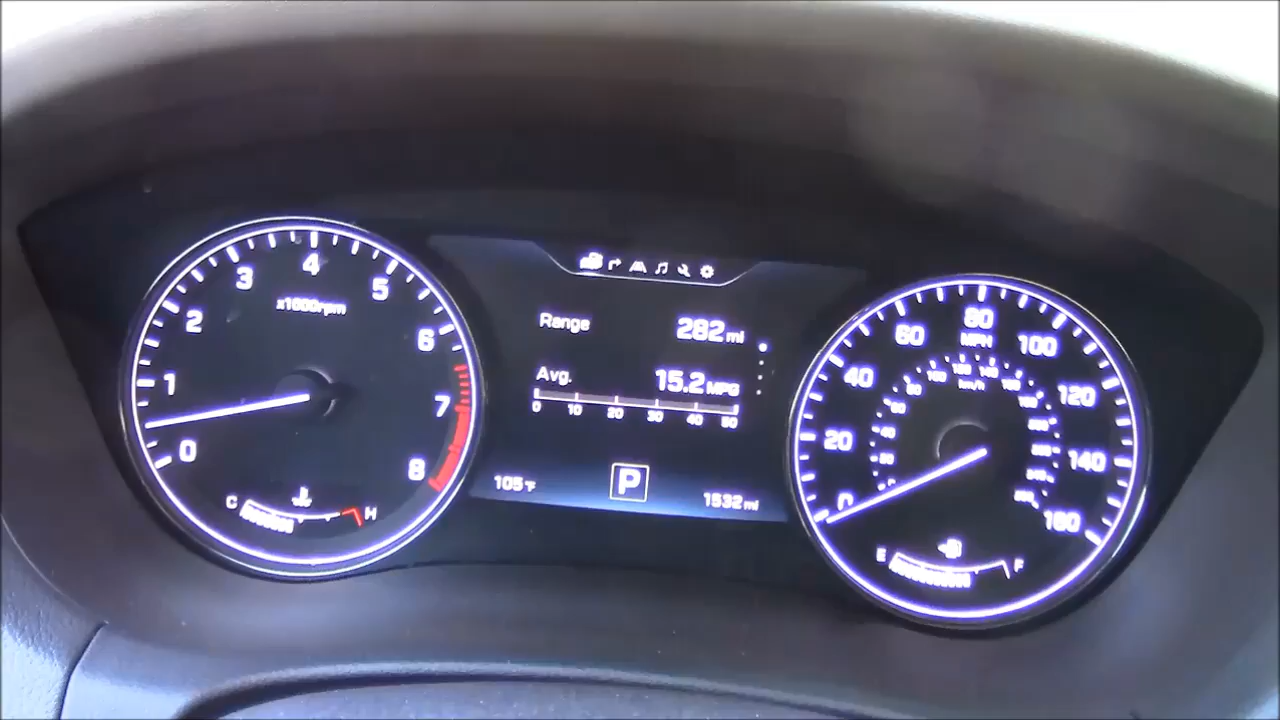 0
1
2
3
4
5
6
7
8
x1000rpm
C
H
Range 282 mi
Avg. 15.2 MPG
0 10 20 30 40 50
105°F
P
1532 mi
0
20
40
60
80
100
120
140
160
MPH
km/h
E
F